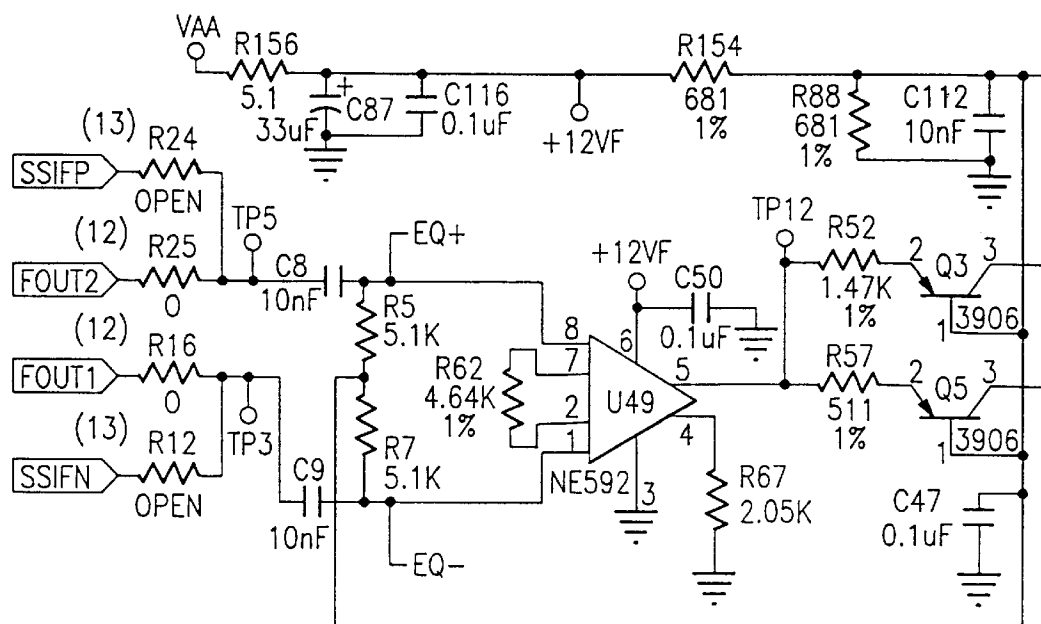 VAA
R156
5.1
33uF
+
C87
C116
0.1uF
+12VF
R154
681
1%
R88
681
1%
C112
10nF
(13)
R24
SSIFP
OPEN
(12)
R25
FOUT2
0
TP5
C8
10nF
EQ+
R5
5.1K
(12)
R16
FOUT1
0
TP3
(13)
R12
SSIFN
OPEN
C9
10nF
R7
5.1K
EQ-
R62
4.64K
1%
8
7
2
1
+12VF
6
C50
0.1uF
U49
NE592
3
5
4
R67
2.05K
TP12
R52
1.47K
1%
2
Q3
3
1
3906
R57
511
1%
2
Q5
3
1
3906
C47
0.1uF